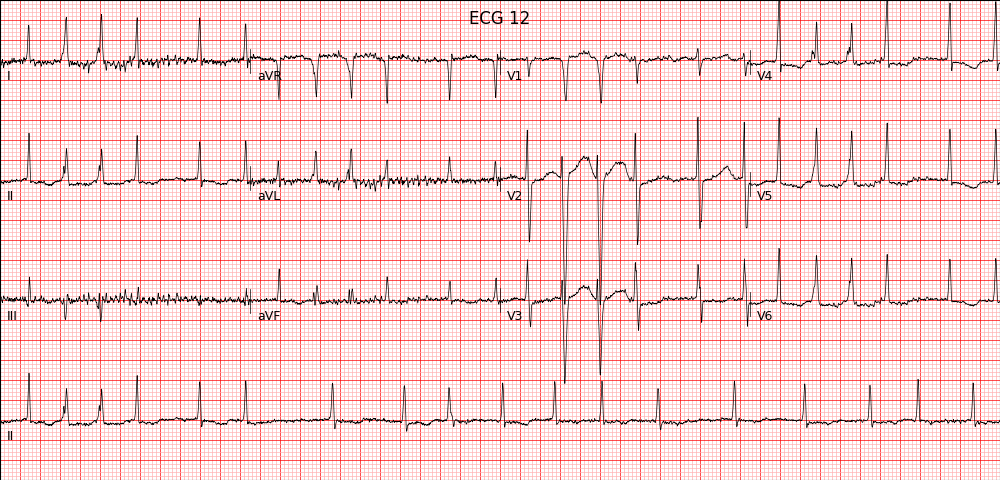 ECG 12
I aVR V1 V4
II aVL V2 V5
III aVF V3 V6
II